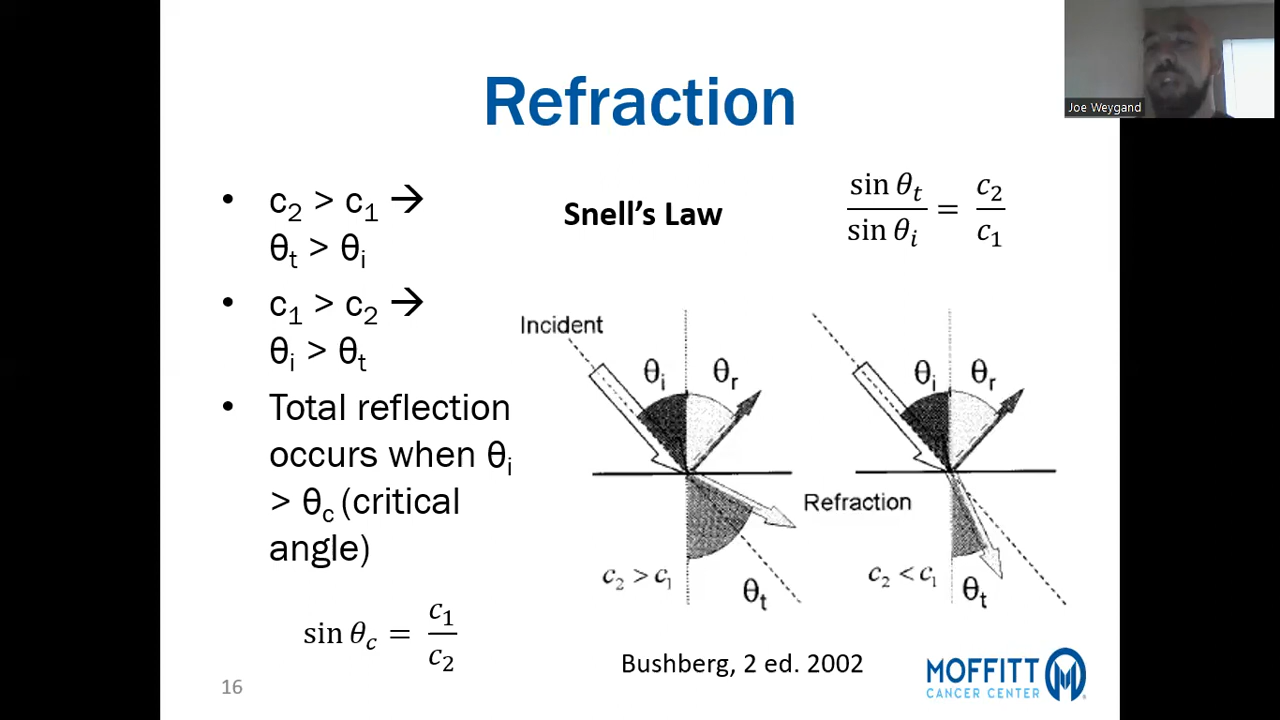 Refraction
Joe Weygand
• c₂ > c₁ →
θₜ > θᵢ
• c₁ > c₂ →
θᵢ > θₜ
• Total reflection
occurs when θᵢ
> θ_c (critical
angle)
sin θ_c = c₁/c₂
Snell’s Law
sin θₜ / sin θᵢ = c₂/c₁
Incident
θᵢ θᵣ
θᵢ θᵣ
Refraction
c₂ > c₁
θₜ
c₂ < c₁
θₜ
Bushberg, 2 ed. 2002
16
MOFFITT
CANCER CENTER